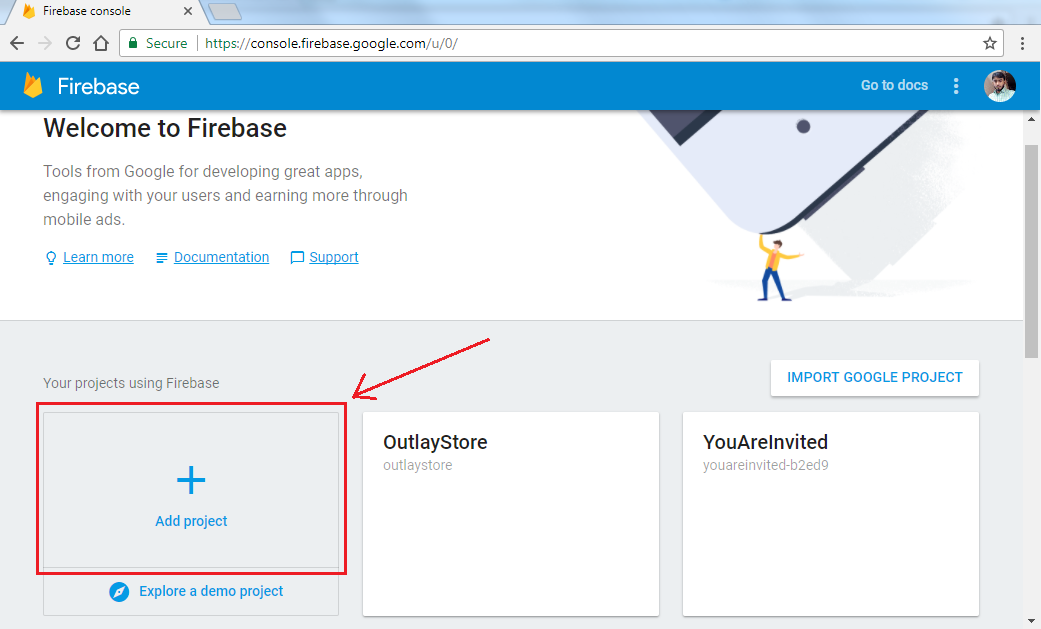 Firebase console
Secure https://console.firebase.google.com/u/0/
Firebase
Go to docs
Welcome to Firebase
Tools from Google for developing great apps,
engaging with your users and earning more through
mobile ads.
Learn more Documentation Support
Your projects using Firebase
IMPORT GOOGLE PROJECT
Add project
Explore a demo project
OutlayStore
outlaystore
YouAreInvited
youareinvited-b2ed9